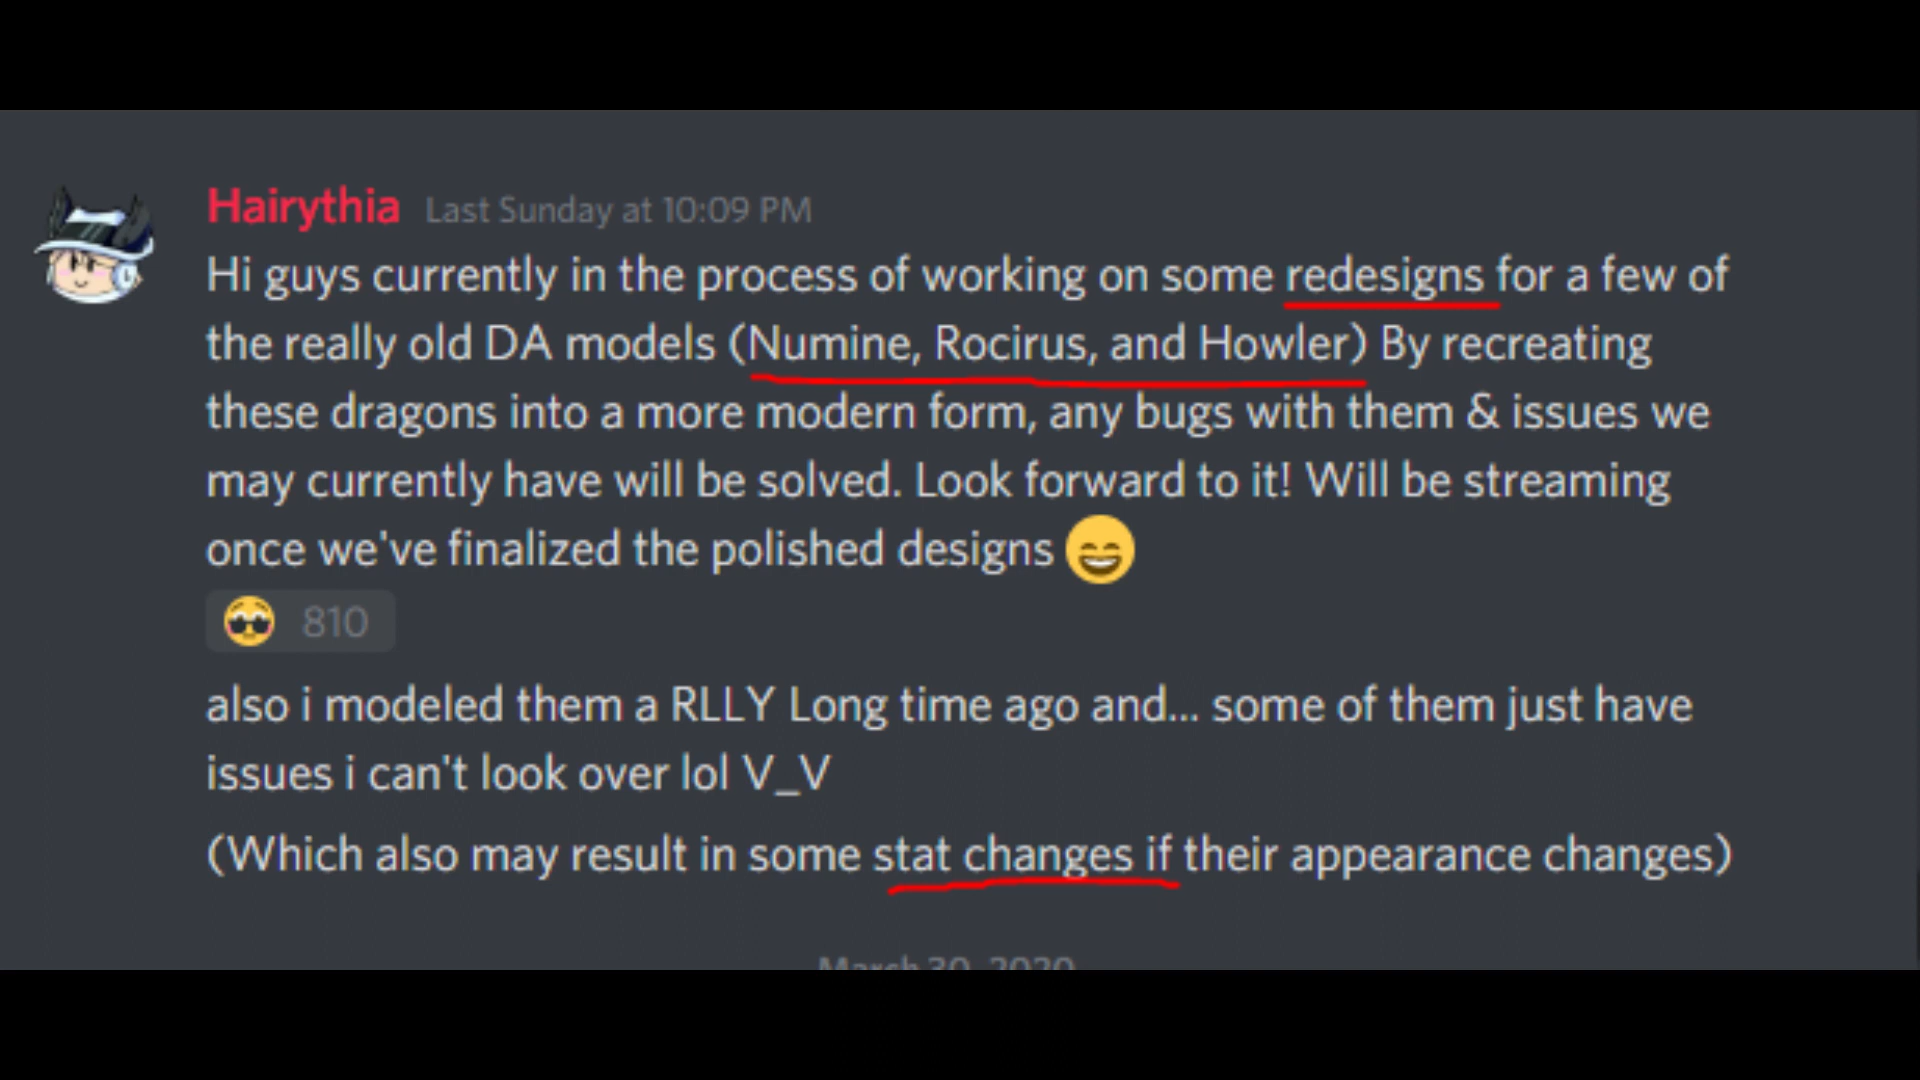 Hairythia Last Sunday at 10:09 PM
Hi guys currently in the process of working on some redesigns for a few of
the really old DA models (Numine, Rocirus, and Howler) By recreating
these dragons into a more modern form, any bugs with them & issues we
may currently have will be solved. Look forward to it! Will be streaming
once we've finalized the polished designs 😄
😎 810
also i modeled them a RLLY Long time ago and... some of them just have
issues i can't look over lol V_V
(Which also may result in some stat changes if their appearance changes)
March 30, 2020